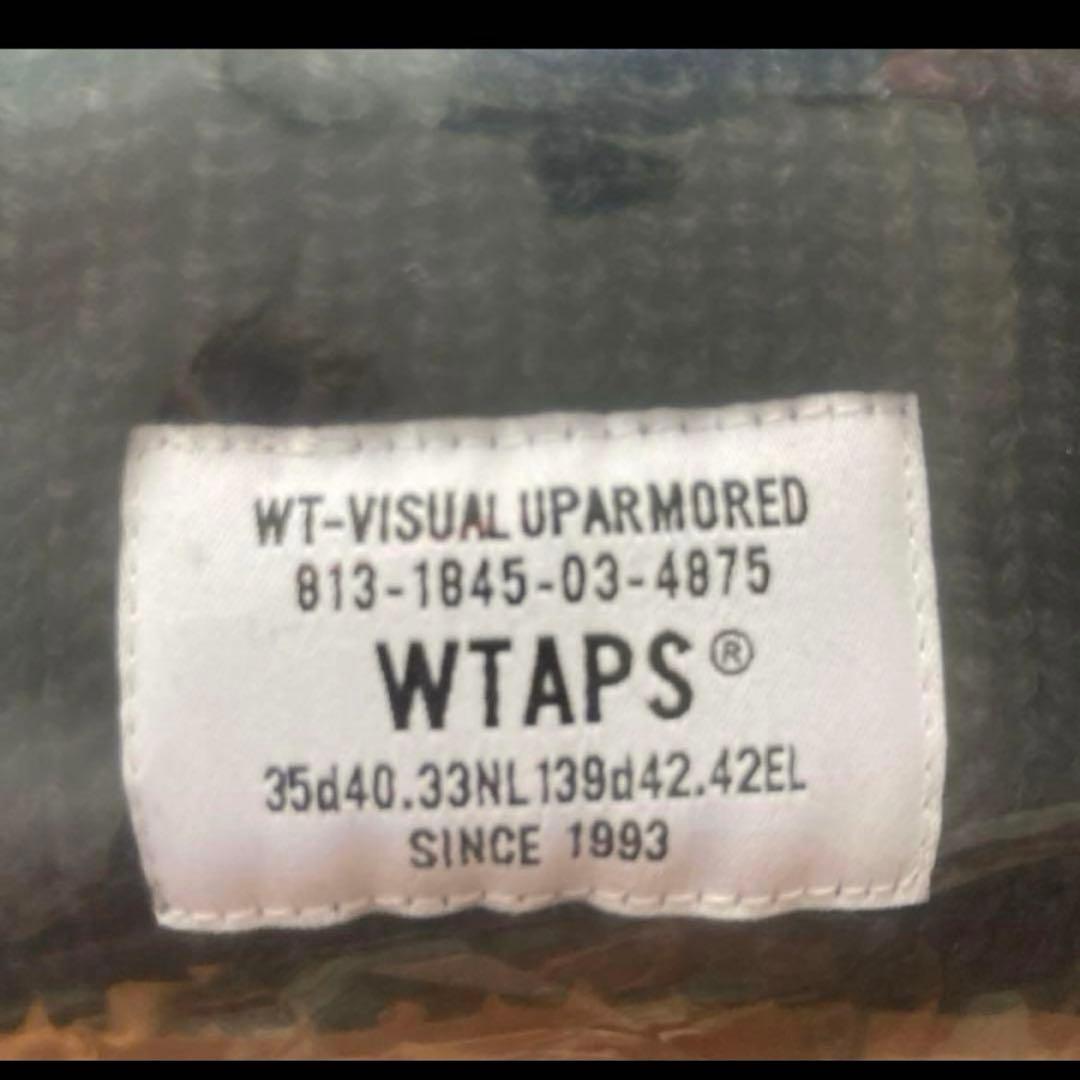 WT-VISUAL UPARMORED
813-1845-03-4875
WTAPS®
35d40.33NL139d42.42EL
SINCE 1993